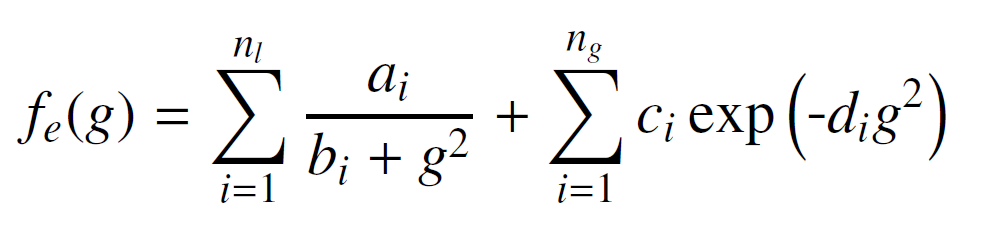 f_e(g) = \sum_{i=1}^{n_l} \frac{a_i}{b_i + g^2} + \sum_{i=1}^{n_g} c_i \exp\left(-d_i g^2\right)